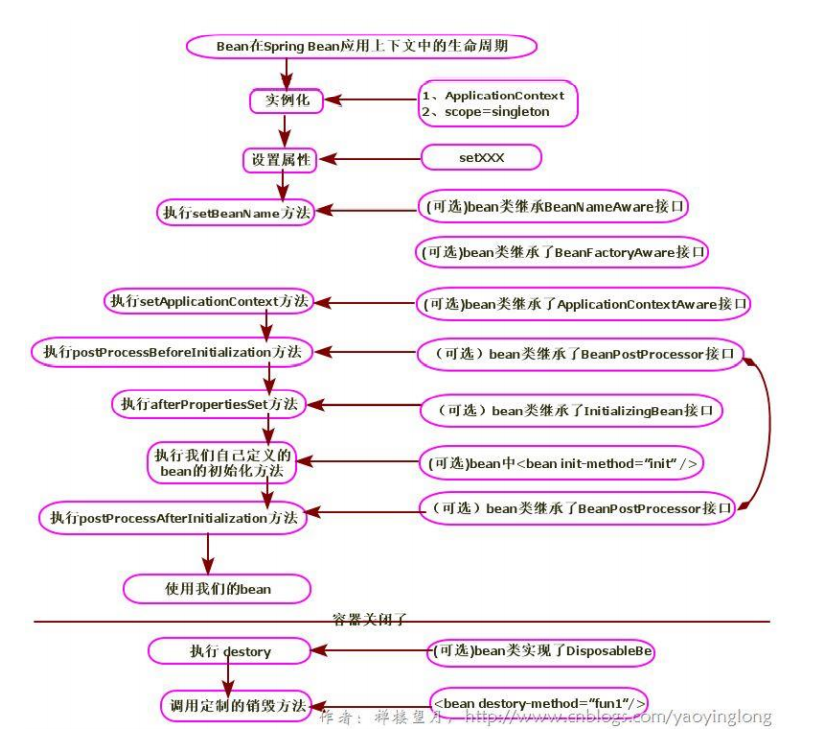 Bean在Spring Bean应用上下文中的生命周期
实例化
1、ApplicationContext
2、scope=singleton
设置属性
setXXX
执行setBeanName方法
(可选)bean类继承BeanNameAware接口
(可选)bean类继承了BeanFactoryAware接口
执行setApplicationContext方法
(可选)bean类继承了ApplicationContextAware接口
执行postProcessBeforeInitialization方法
（可选）bean类继承了BeanPostProcessor接口
执行afterPropertiesSet方法
（可选）bean类继承了InitializingBean接口
执行我们自己定义的
bean的初始化方法
(可选)bean中<bean init-method="init" />
执行postProcessAfterInitialization方法
（可选）bean类继承了BeanPostProcessor接口
使用我们的bean
容器关闭了
执行 destory
(可选)bean类实现了DisposableBe
调用定制的销毁方法
<bean destory-method="fun1"/>
作者：禅楼望月，http://www.cnblogs.com/yaoyinglong